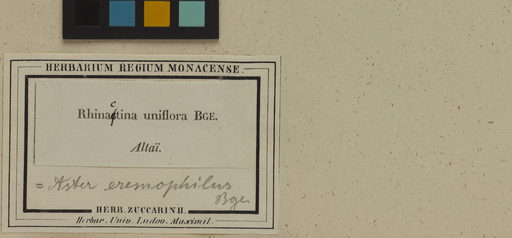 HERBARIUM REGIUM MONACENSE.
Rhinactina uniflora BGE.
Altaï.
= Aster eremophilus
Bge.
HERB. ZUCCARINII.
Herbar. Univ. Ludov. Maximil.